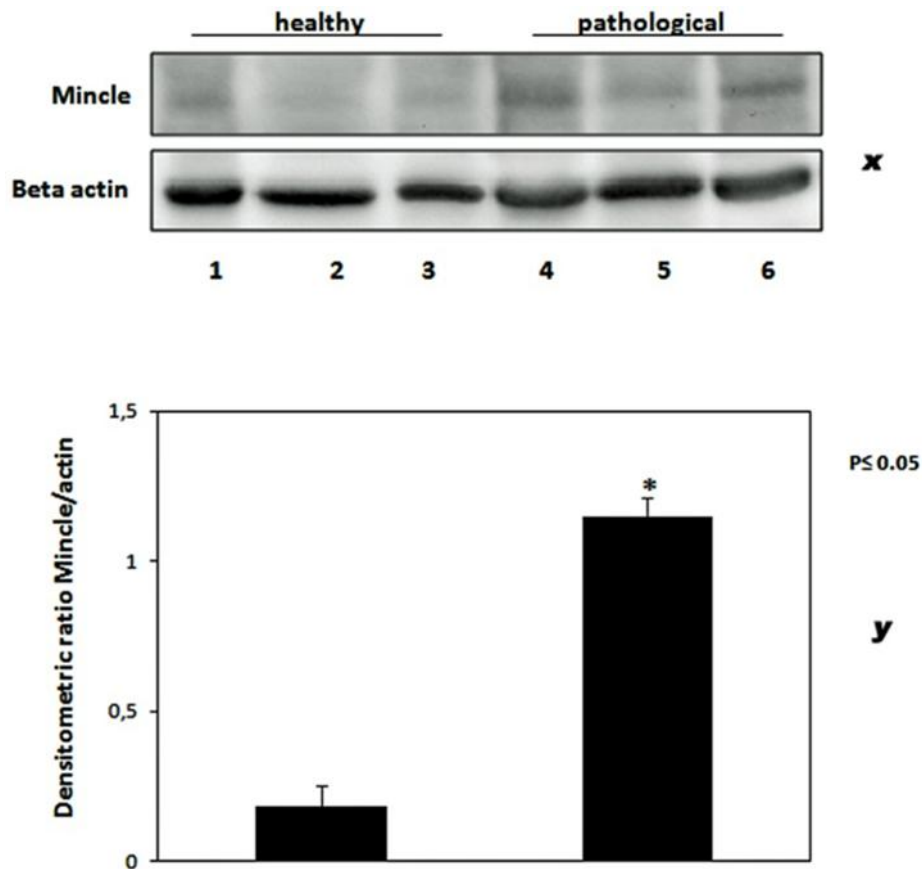 healthy pathological
Mincle
x
Beta actin
1 2 3 4 5 6
1,5
P≤ 0.05
*
1
y
0,5
0
Densitometric ratio Mincle/actin